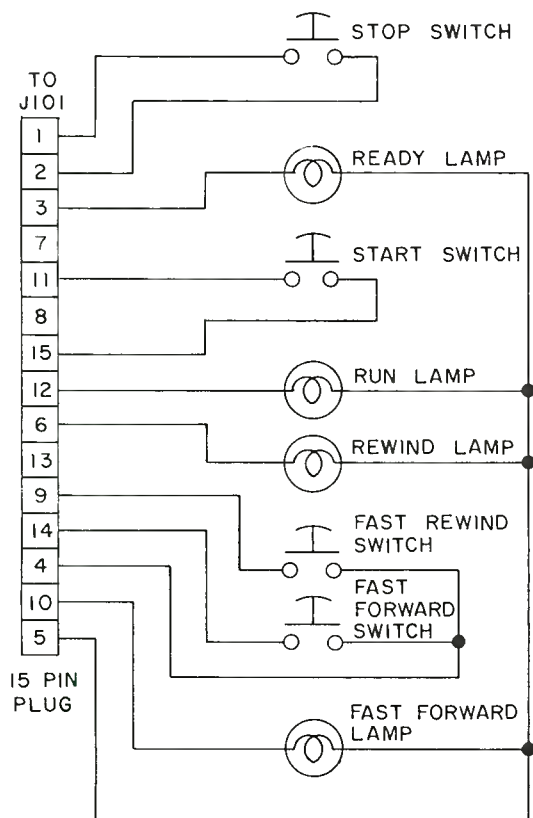 STOP SWITCH
TO
J101
1
2
READY LAMP
3
7
START SWITCH
11
8
15
12
RUN LAMP
6
REWIND LAMP
13
9
FAST REWIND
SWITCH
14
4
FAST
FORWARD
SWITCH
10
5
15 PIN
PLUG
FAST FORWARD
LAMP